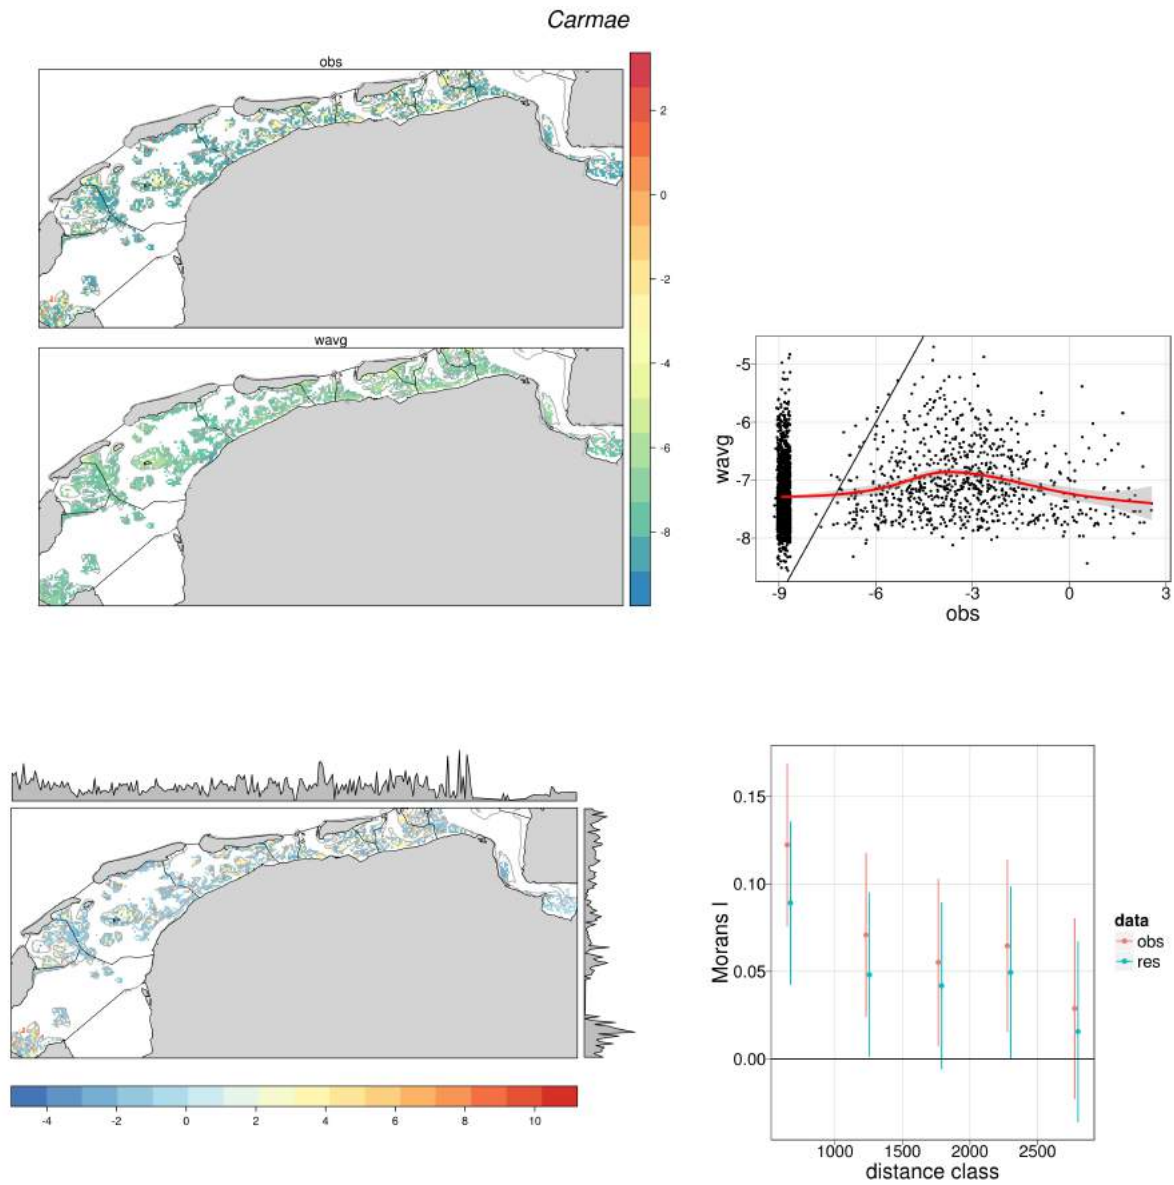 Carmae
obs
2
0
-2
-4
-6
-8
wavg
-5
-6
-7
-8
wavg
-9 -6 -3 0 3
obs
-4 -2 0 2 4 6 8 10
0.15
0.10
0.05
0.00
Morans I
1000 1500 2000 2500
distance class
data
obs
res